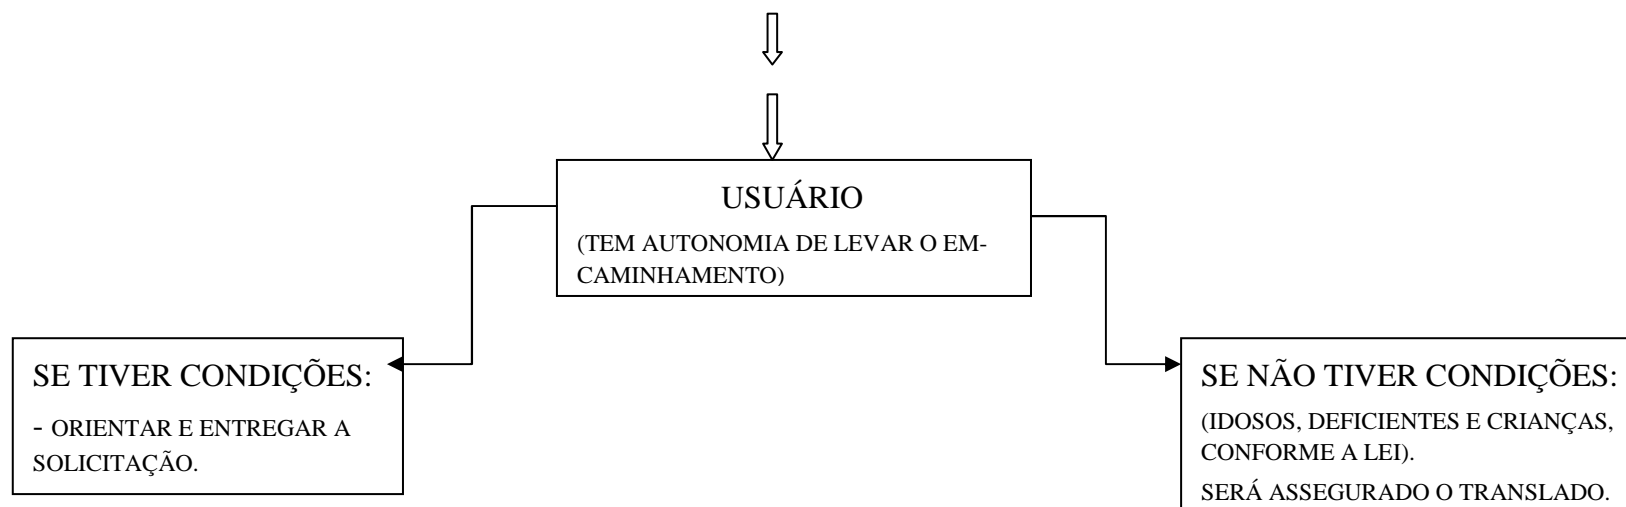 USUÁRIO
(TEM AUTONOMIA DE LEVAR O EM-
CAMINHAMENTO)
SE TIVER CONDIÇÕES:
- ORIENTAR E ENTREGAR A
SOLICITAÇÃO.
SE NÃO TIVER CONDIÇÕES:
(IDOSOS, DEFICIENTES E CRIANÇAS,
CONFORME A LEI).
SERÁ ASSEGURADO O TRANSLADO.